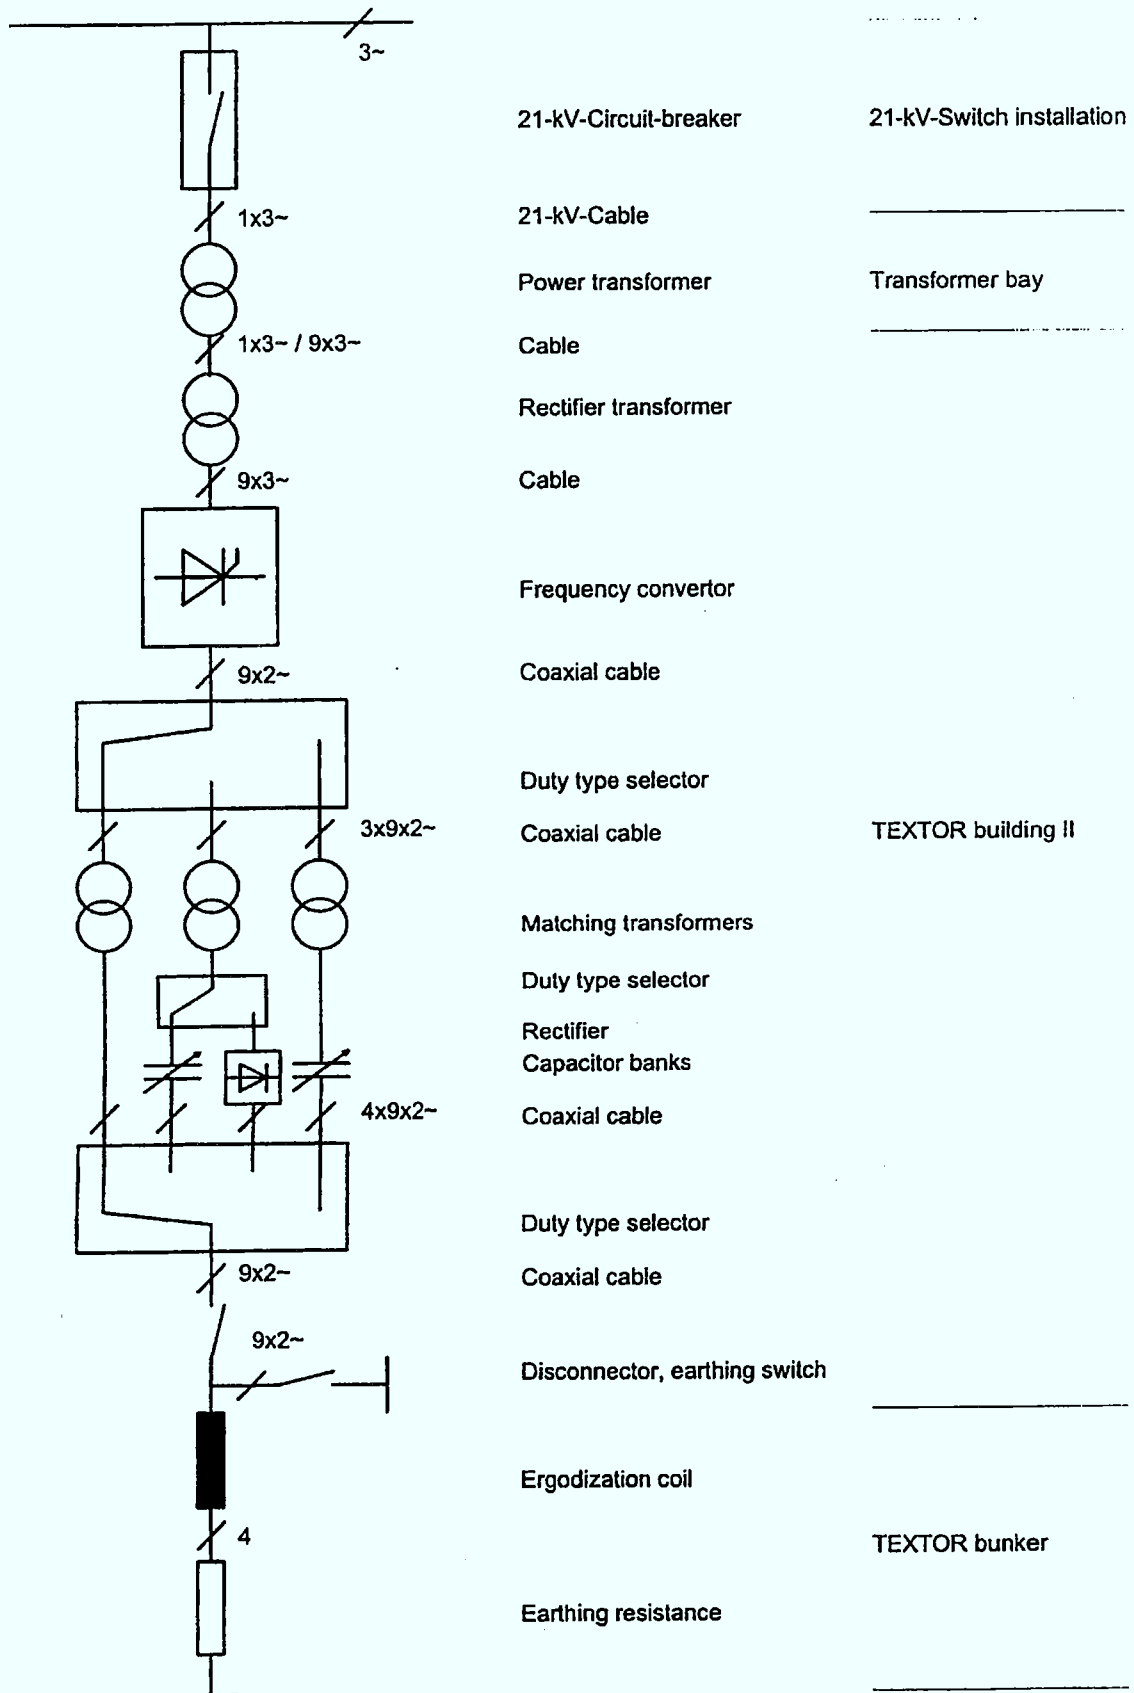 3~
21-kV-Circuit-breaker 21-kV-Switch installation
1x3~ 21-kV-Cable
Power transformer Transformer bay
1x3~ / 9x3~ Cable
Rectifier transformer
9x3~ Cable
Frequency convertor
9x2~ Coaxial cable
Duty type selector
3x9x2~ Coaxial cable TEXTOR building II
Matching transformers
Duty type selector
Rectifier
Capacitor banks
4x9x2~ Coaxial cable
Duty type selector
9x2~ Coaxial cable
9x2~
Disconnector, earthing switch
Ergodization coil
4 TEXTOR bunker
Earthing resistance